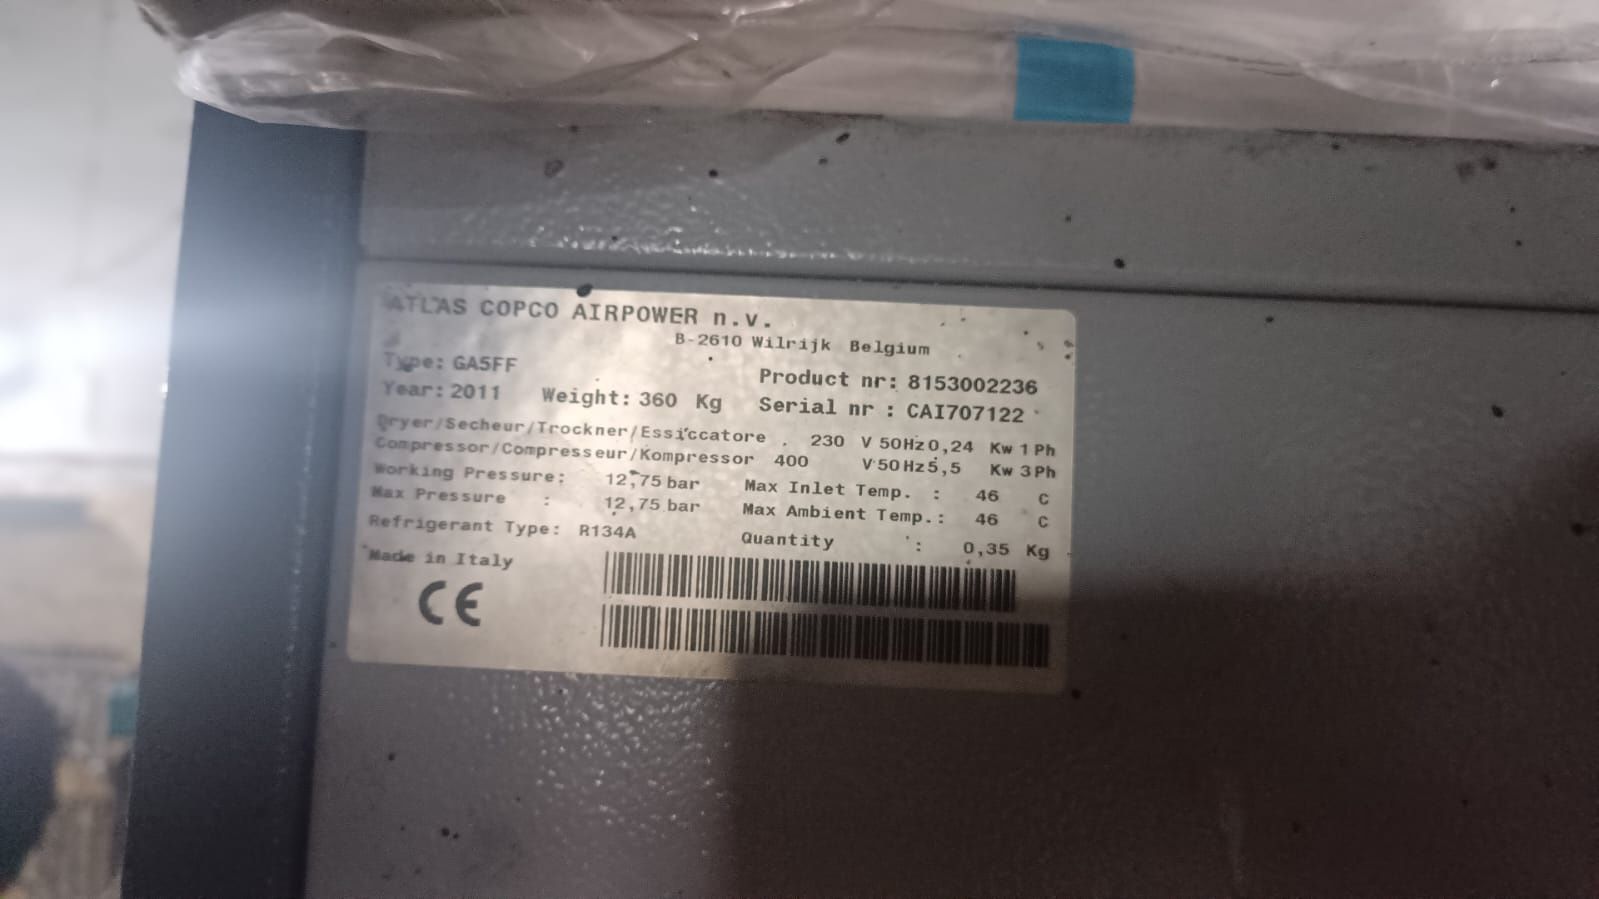 ATLAS COPCO AIRPOWER n.v.
B-2610 Wilrijk Belgium
Type: GA5FF
Product nr: 8153002236
Year: 2011 Weight: 360 Kg Serial nr : CAI707122
Dryer/Secheur/Trockner/Essiccatore . 230 V 50Hz 0,24 Kw 1 Ph
Compressor/Compresseur/Kompressor 400 V 50Hz 5,5 Kw 3 Ph
Working Pressure: 12,75 bar Max Inlet Temp. : 46 C
Max Pressure : 12,75 bar Max Ambient Temp.: 46 C
Refrigerant Type: R134A Quantity : 0,35 Kg
Made in Italy
CE